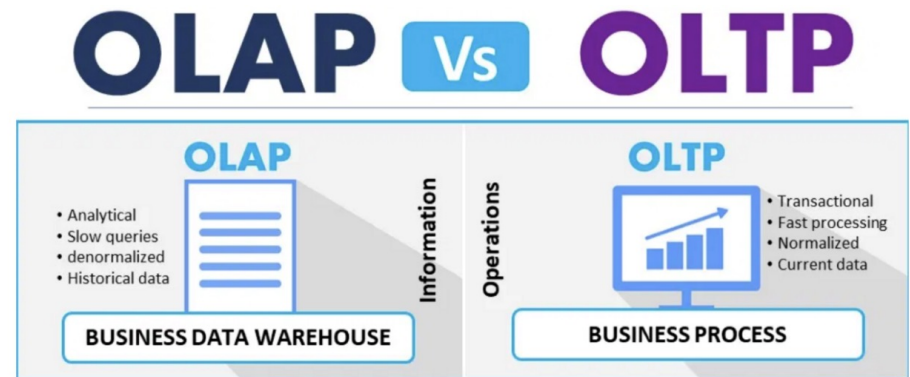 OLAP Vs OLTP
OLAP
• Analytical
• Slow queries
• denormalized
• Historical data
Information
BUSINESS DATA WAREHOUSE
OLTP
Operations
• Transactional
• Fast processing
• Normalized
• Current data
BUSINESS PROCESS